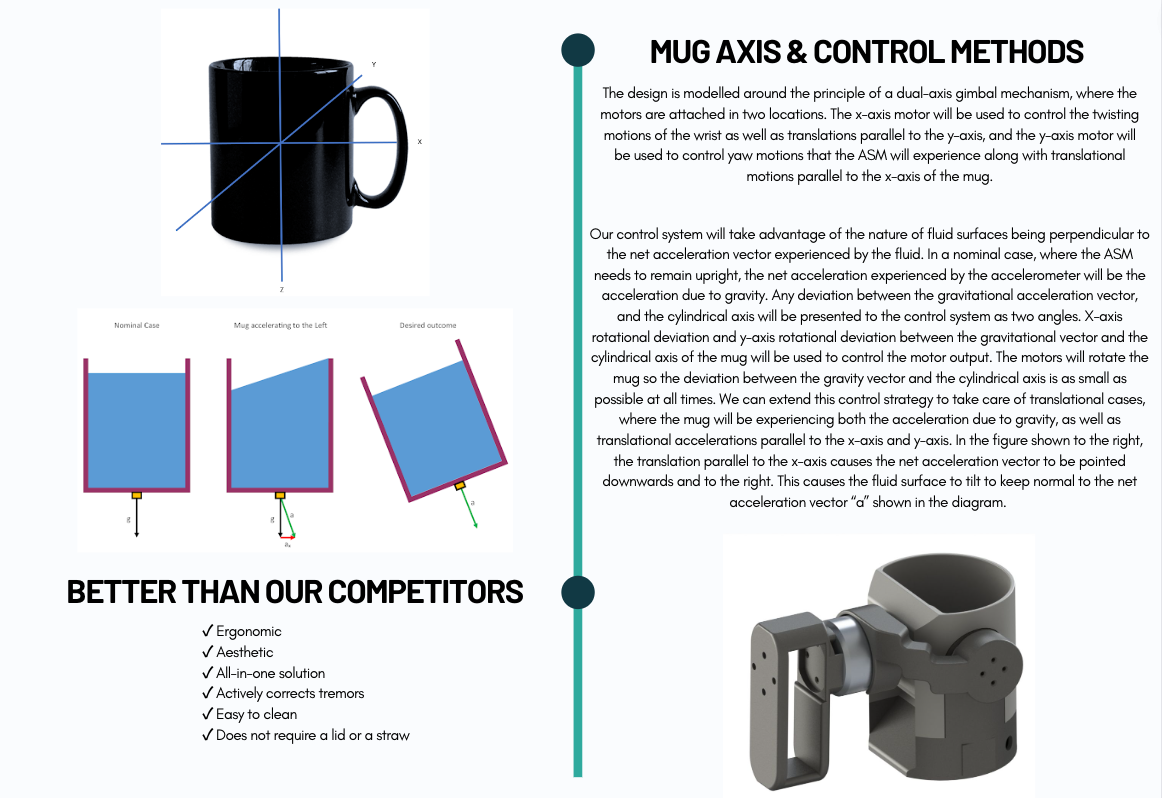 Y
X
Z
Nominal Case
Mug accelerating to the Left
Desired outcome
a
a
BETTER THAN OUR COMPETITORS
✓ Ergonomic
✓ Aesthetic
✓ All-in-one solution
✓ Actively corrects tremors
✓ Easy to clean
✓ Does not require a lid or a straw
MUG AXIS & CONTROL METHODS
The design is modelled around the principle of a dual-axis gimbal mechanism, where the
motors are attached in two locations. The x-axis motor will be used to control the twisting
motions of the wrist as well as translations parallel to the y-axis, and the y-axis motor will
be used to control yaw motions that the ASM will experience along with translational
motions parallel to the x-axis of the mug.
Our control system will take advantage of the nature of fluid surfaces being perpendicular to
the net acceleration vector experienced by the fluid. In a nominal case, where the ASM
needs to remain upright, the net acceleration experienced by the accelerometer will be the
acceleration due to gravity. Any deviation between the gravitational acceleration vector,
and the cylindrical axis will be presented to the control system as two angles. X-axis
rotational deviation and y-axis rotational deviation between the gravitational vector and the
cylindrical axis of the mug will be used to control the motor output. The motors will rotate the
mug so the deviation between the gravity vector and the cylindrical axis is as small as
possible at all times. We can extend this control strategy to take care of translational cases,
where the mug will be experiencing both the acceleration due to gravity, as well as
translational accelerations parallel to the x-axis and y-axis. In the figure shown to the right,
the translation parallel to the x-axis causes the net acceleration vector to be pointed
downwards and to the right. This causes the fluid surface to tilt to keep normal to the net
acceleration vector “a” shown in the diagram.